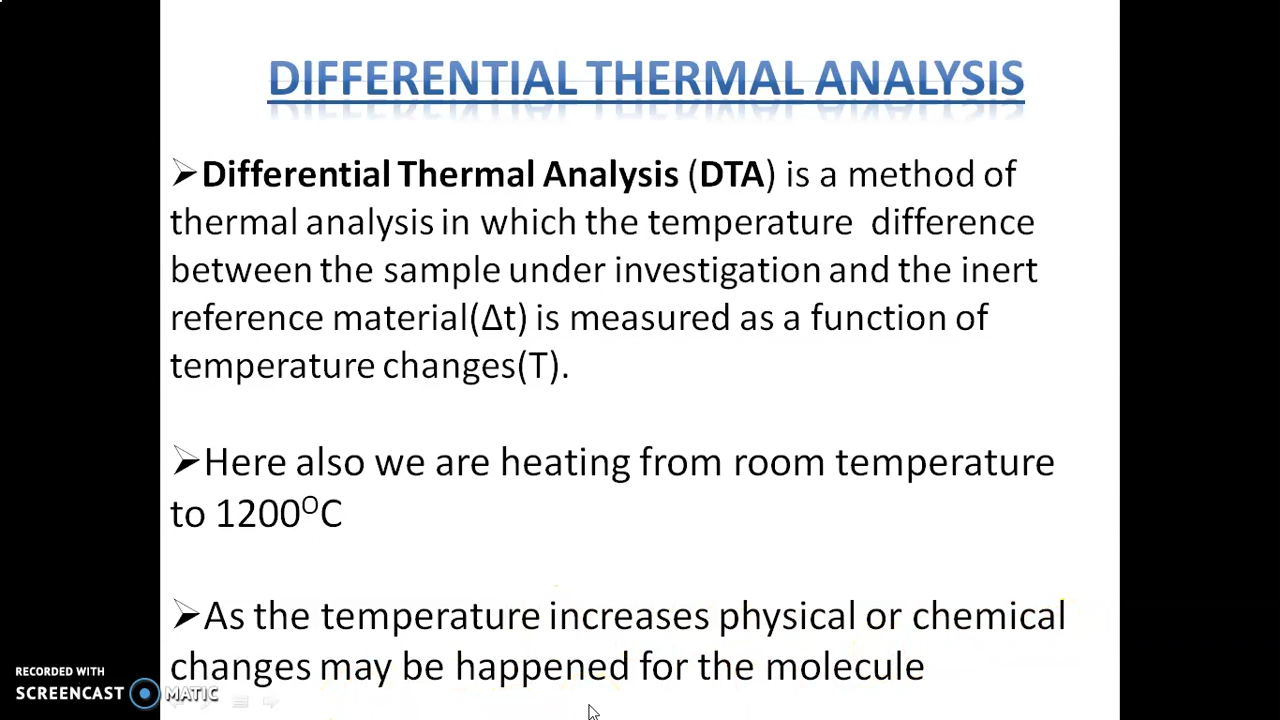 DIFFERENTIAL THERMAL ANALYSIS
➢Differential Thermal Analysis (DTA) is a method of
thermal analysis in which the temperature difference
between the sample under investigation and the inert
reference material(Δt) is measured as a function of
temperature changes(T).
➢Here also we are heating from room temperature
to 1200ᴼC
➢As the temperature increases physical or chemical
changes may be happened for the molecule
RECORDED WITH
SCREENCAST MATIC